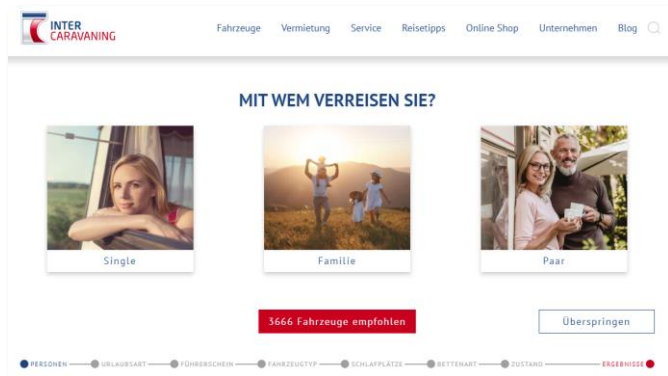 INTER
CARAVANING
Fahrzeuge Vermietung Service Reisetipps Online Shop Unternehmen Blog
MIT WEM VERREISEN SIE?
Single Familie Paar
3666 Fahrzeuge empfohlen Überspringen
PERSONEN URLAUBSART FÜHRERSCHEIN FAHRZEUGTYP SCHLAFPLÄTZE BETTENART ZUSTAND ERGEBNISSE